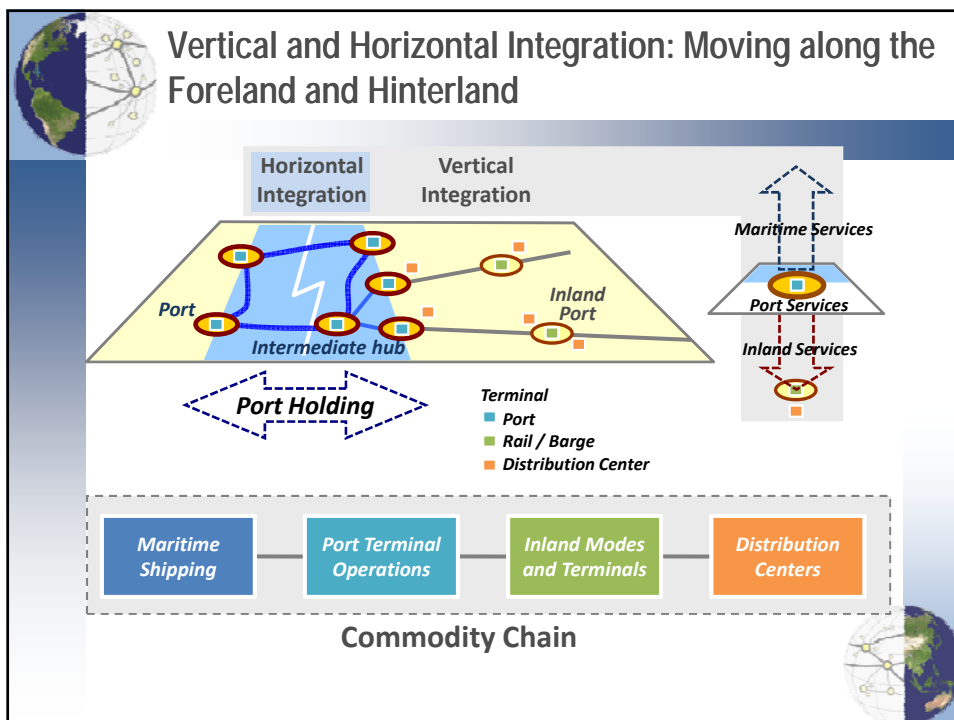 Vertical and Horizontal Integration: Moving along the
Foreland and Hinterland
Horizontal
Integration
Vertical
Integration
Maritime Services
Port
Intermediate hub
Inland
Port
Port Services
Inland Services
Port Holding
Terminal
Port
Rail / Barge
Distribution Center
Maritime
Shipping
Port Terminal
Operations
Inland Modes
and Terminals
Distribution
Centers
Commodity Chain